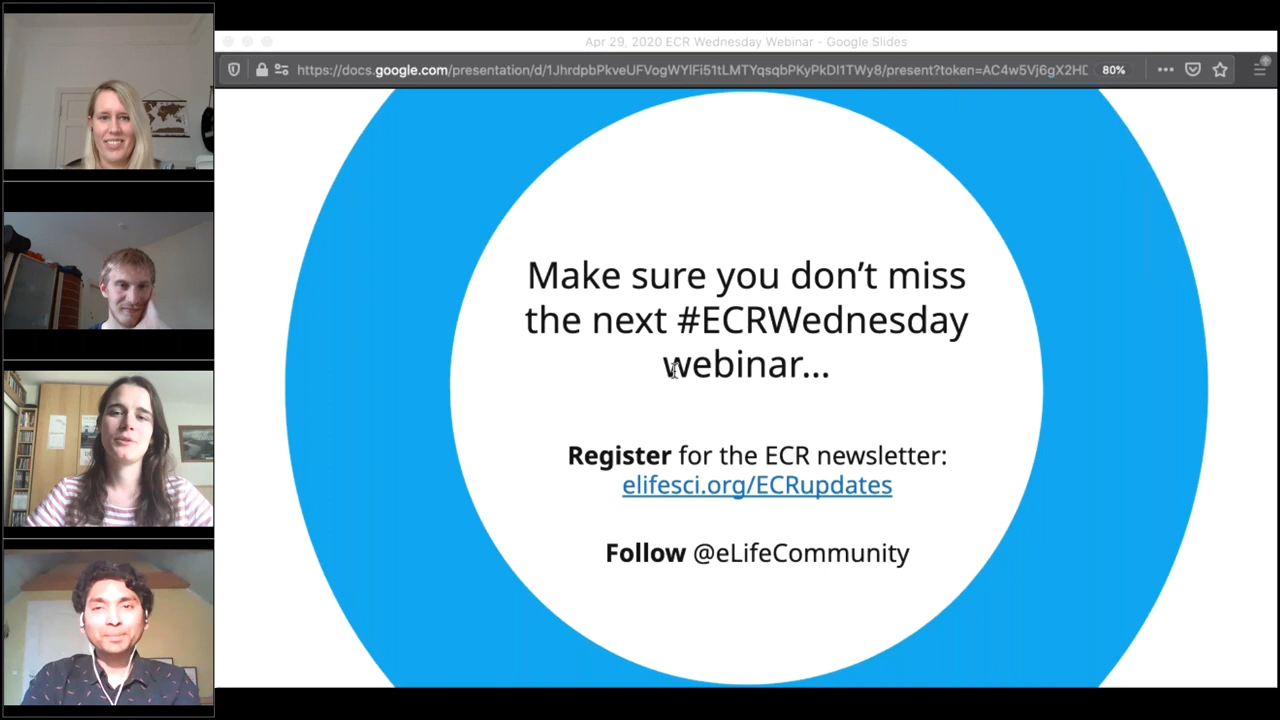 Apr 29, 2020 ECR Wednesday Webinar - Google Slides
https://docs.google.com/presentation/d/1JhrdpbPkveUFVogWYlFi51tLMTYqsqbPKyPkDI1TWy8/present?token=AC4w5Vj6gX2HD
80%
Make sure you don’t miss
the next #ECRWednesday
webinar...
Register for the ECR newsletter:
elifesci.org/ECRupdates
Follow @eLifeCommunity